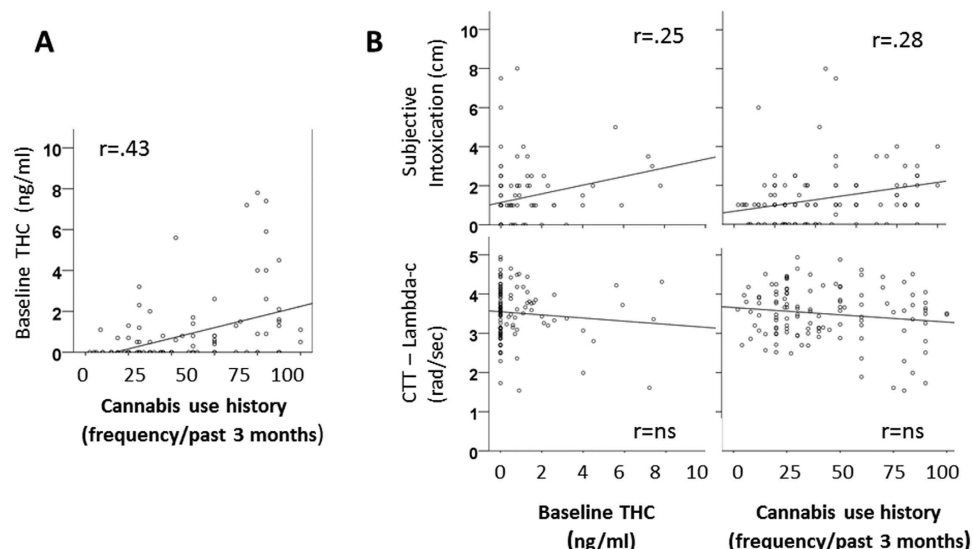 A
r=.43
Baseline THC (ng/ml)
10
8
6
4
2
0
0 25 50 75 100
Cannabis use history
(frequency/past 3 months)
B
r=.25
r=.28
Subjective
Intoxication (cm)
10
8
6
4
2
0
CTT – Lambda-c
(rad/sec)
5
4
3
2
1
0
r=ns
r=ns
0 2 4 6 8 10
0 25 50 75 100
Baseline THC
(ng/ml)
Cannabis use history
(frequency/past 3 months)